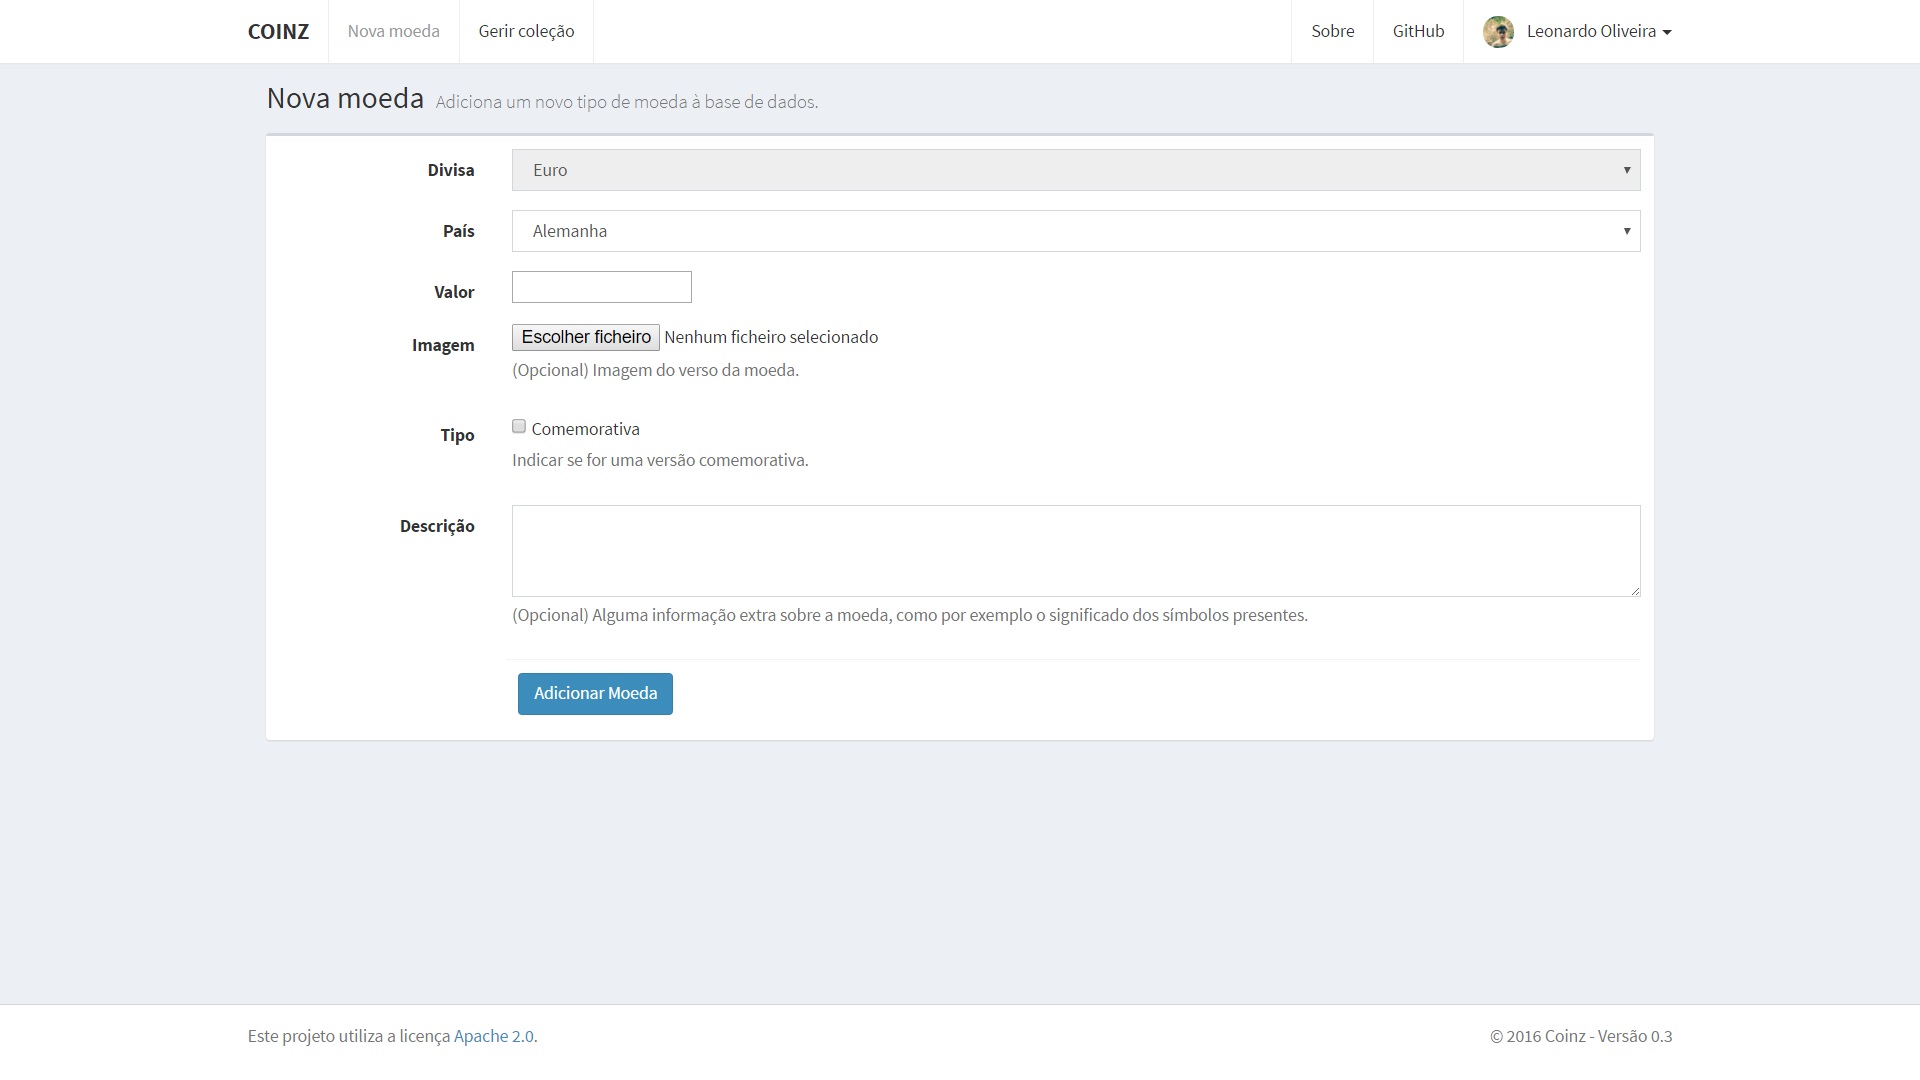 COINZ Nova moeda Gerir coleção Sobre GitHub Leonardo Oliveira
Nova moeda Adiciona um novo tipo de moeda à base de dados.
Divisa Euro
País Alemanha
Valor
Imagem Escolher ficheiro Nenhum ficheiro selecionado
(Opcional) Imagem do verso da moeda.
Tipo Comemorativa
Indicar se for uma versão comemorativa.
Descrição
(Opcional) Alguma informação extra sobre a moeda, como por exemplo o significado dos símbolos presentes.
Adicionar Moeda
Este projeto utiliza a licença Apache 2.0. © 2016 Coinz - Versão 0.3